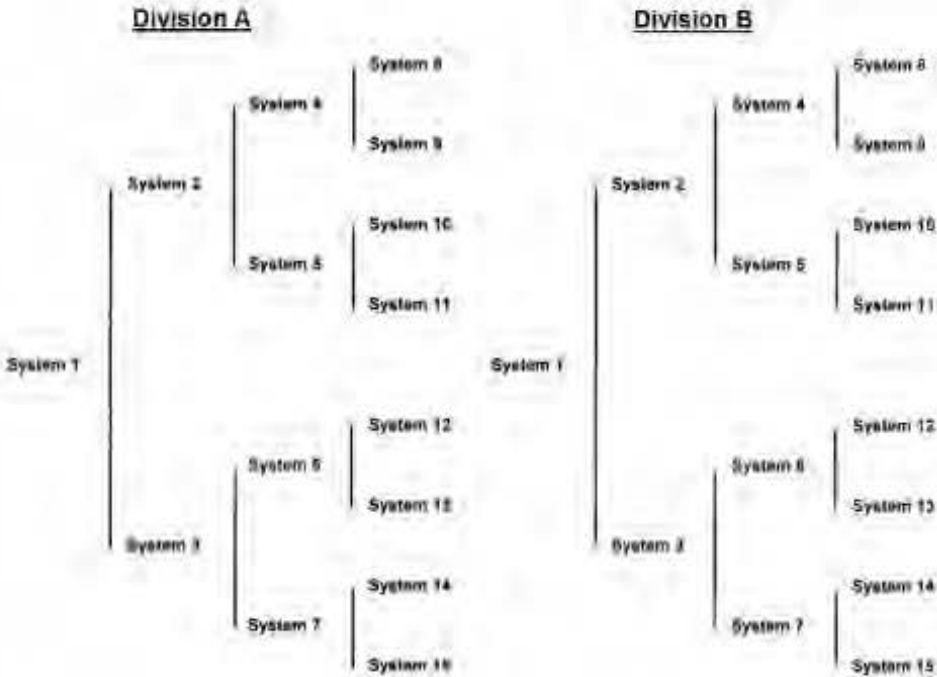 Division A
System 1
System 2
System 3
System 4
System 5
System 6
System 7
System 8
System 9
System 10
System 11
System 12
System 13
System 14
System 15
Division B
System 1
System 2
System 3
System 4
System 5
System 6
System 7
System 8
System 9
System 10
System 11
System 12
System 13
System 14
System 15